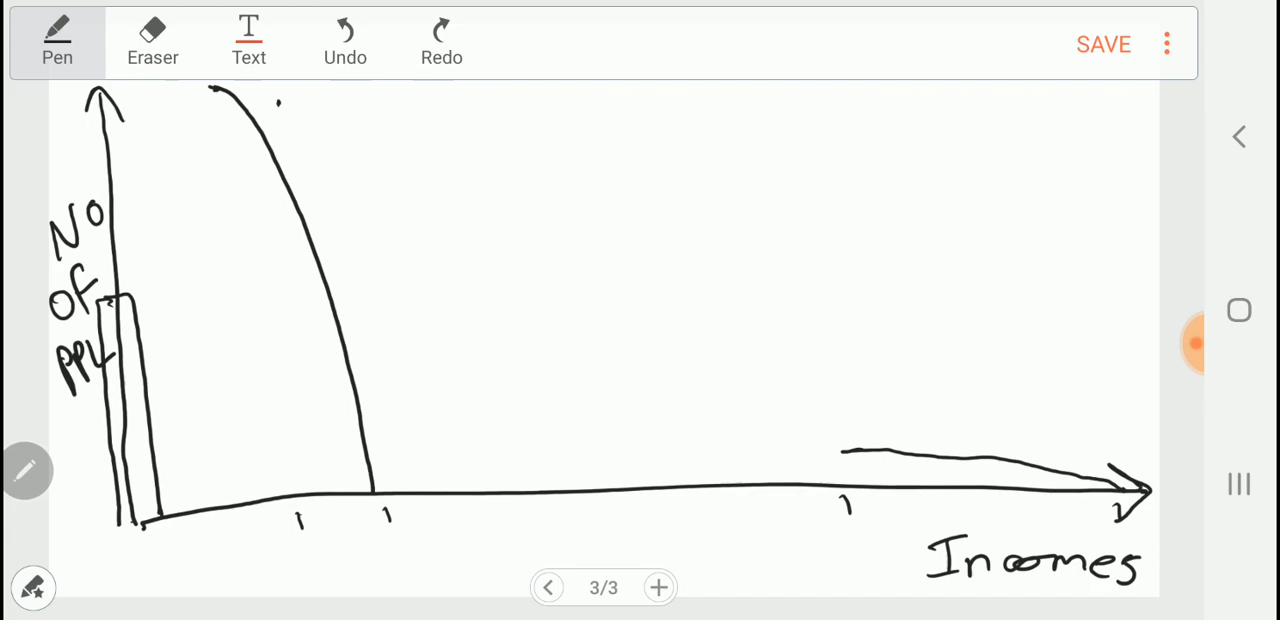 Pen
Eraser
T
Text
Undo
Redo
SAVE
No
OF
PPL
Incomes
3/3